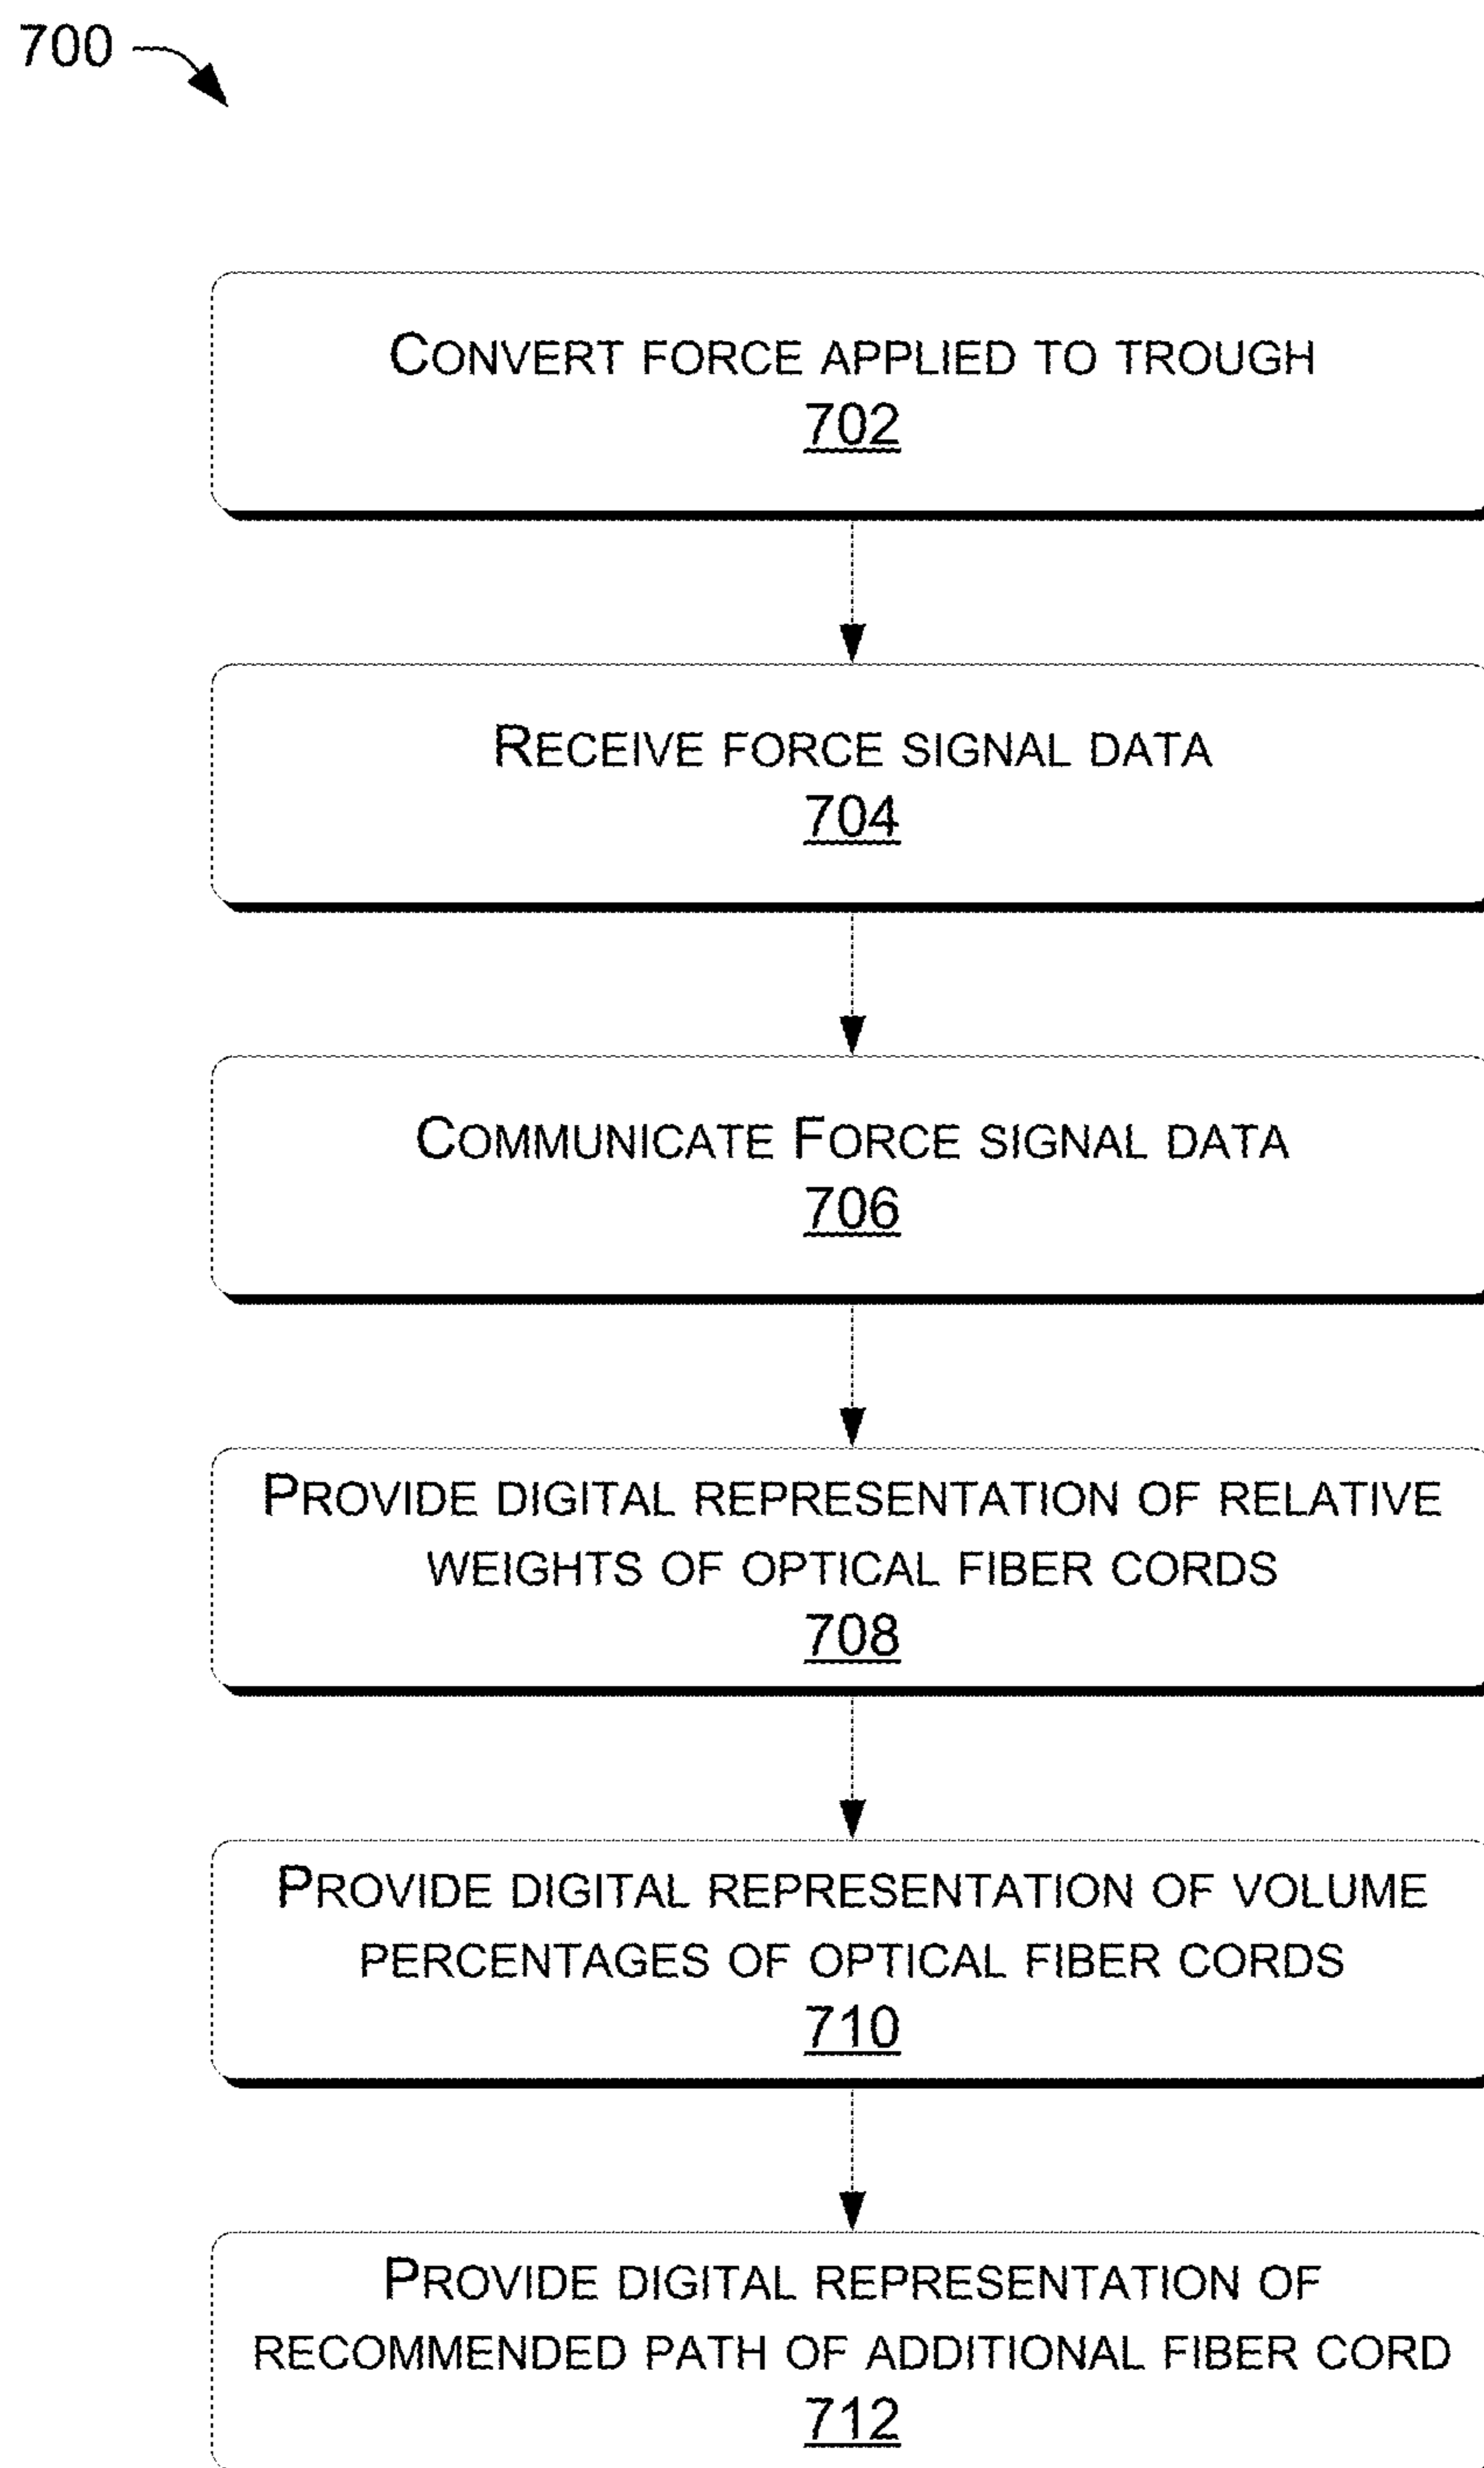 700
CONVERT FORCE APPLIED TO TROUGH
702
RECEIVE FORCE SIGNAL DATA
704
COMMUNICATE FORCE SIGNAL DATA
706
PROVIDE DIGITAL REPRESENTATION OF RELATIVE
WEIGHTS OF OPTICAL FIBER CORDS
708
PROVIDE DIGITAL REPRESENTATION OF VOLUME
PERCENTAGES OF OPTICAL FIBER CORDS
710
PROVIDE DIGITAL REPRESENTATION OF
RECOMMENDED PATH OF ADDITIONAL FIBER CORD
712